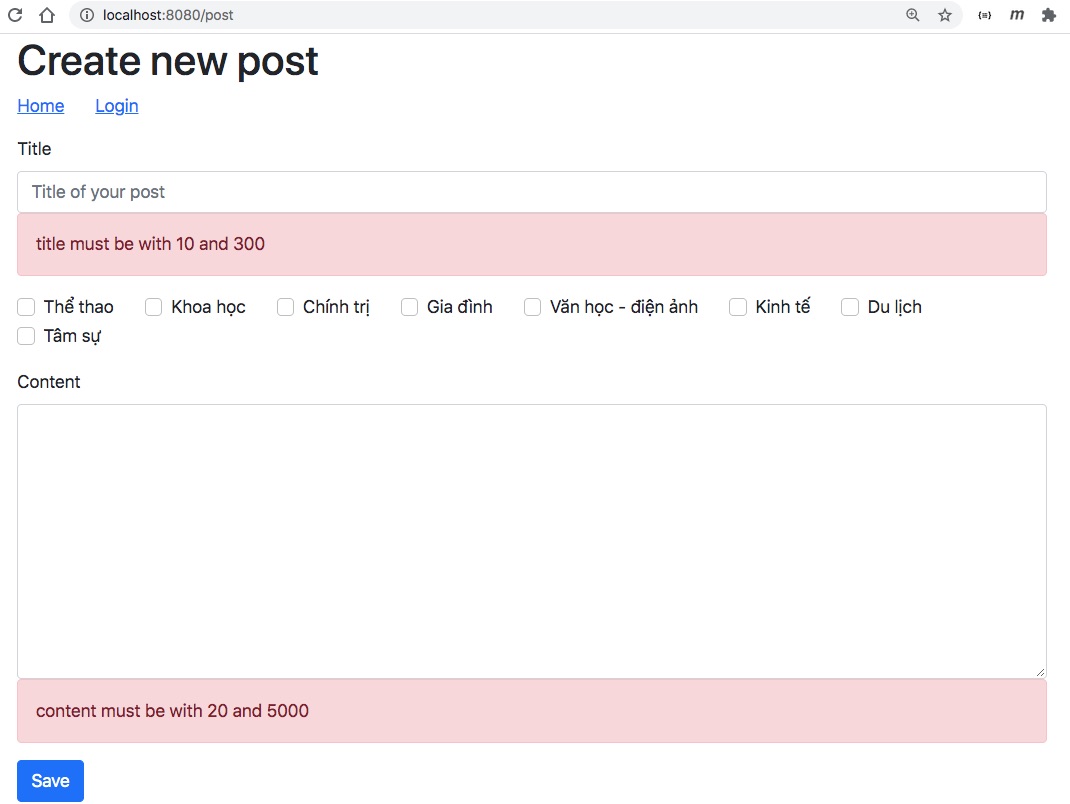 localhost:8080/post
Create new post
Home Login
Title
Title of your post
title must be with 10 and 300
Thể thao Khoa học Chính trị Gia đình Văn học - điện ảnh Kinh tế Du lịch
Tâm sự
Content
content must be with 20 and 5000
Save